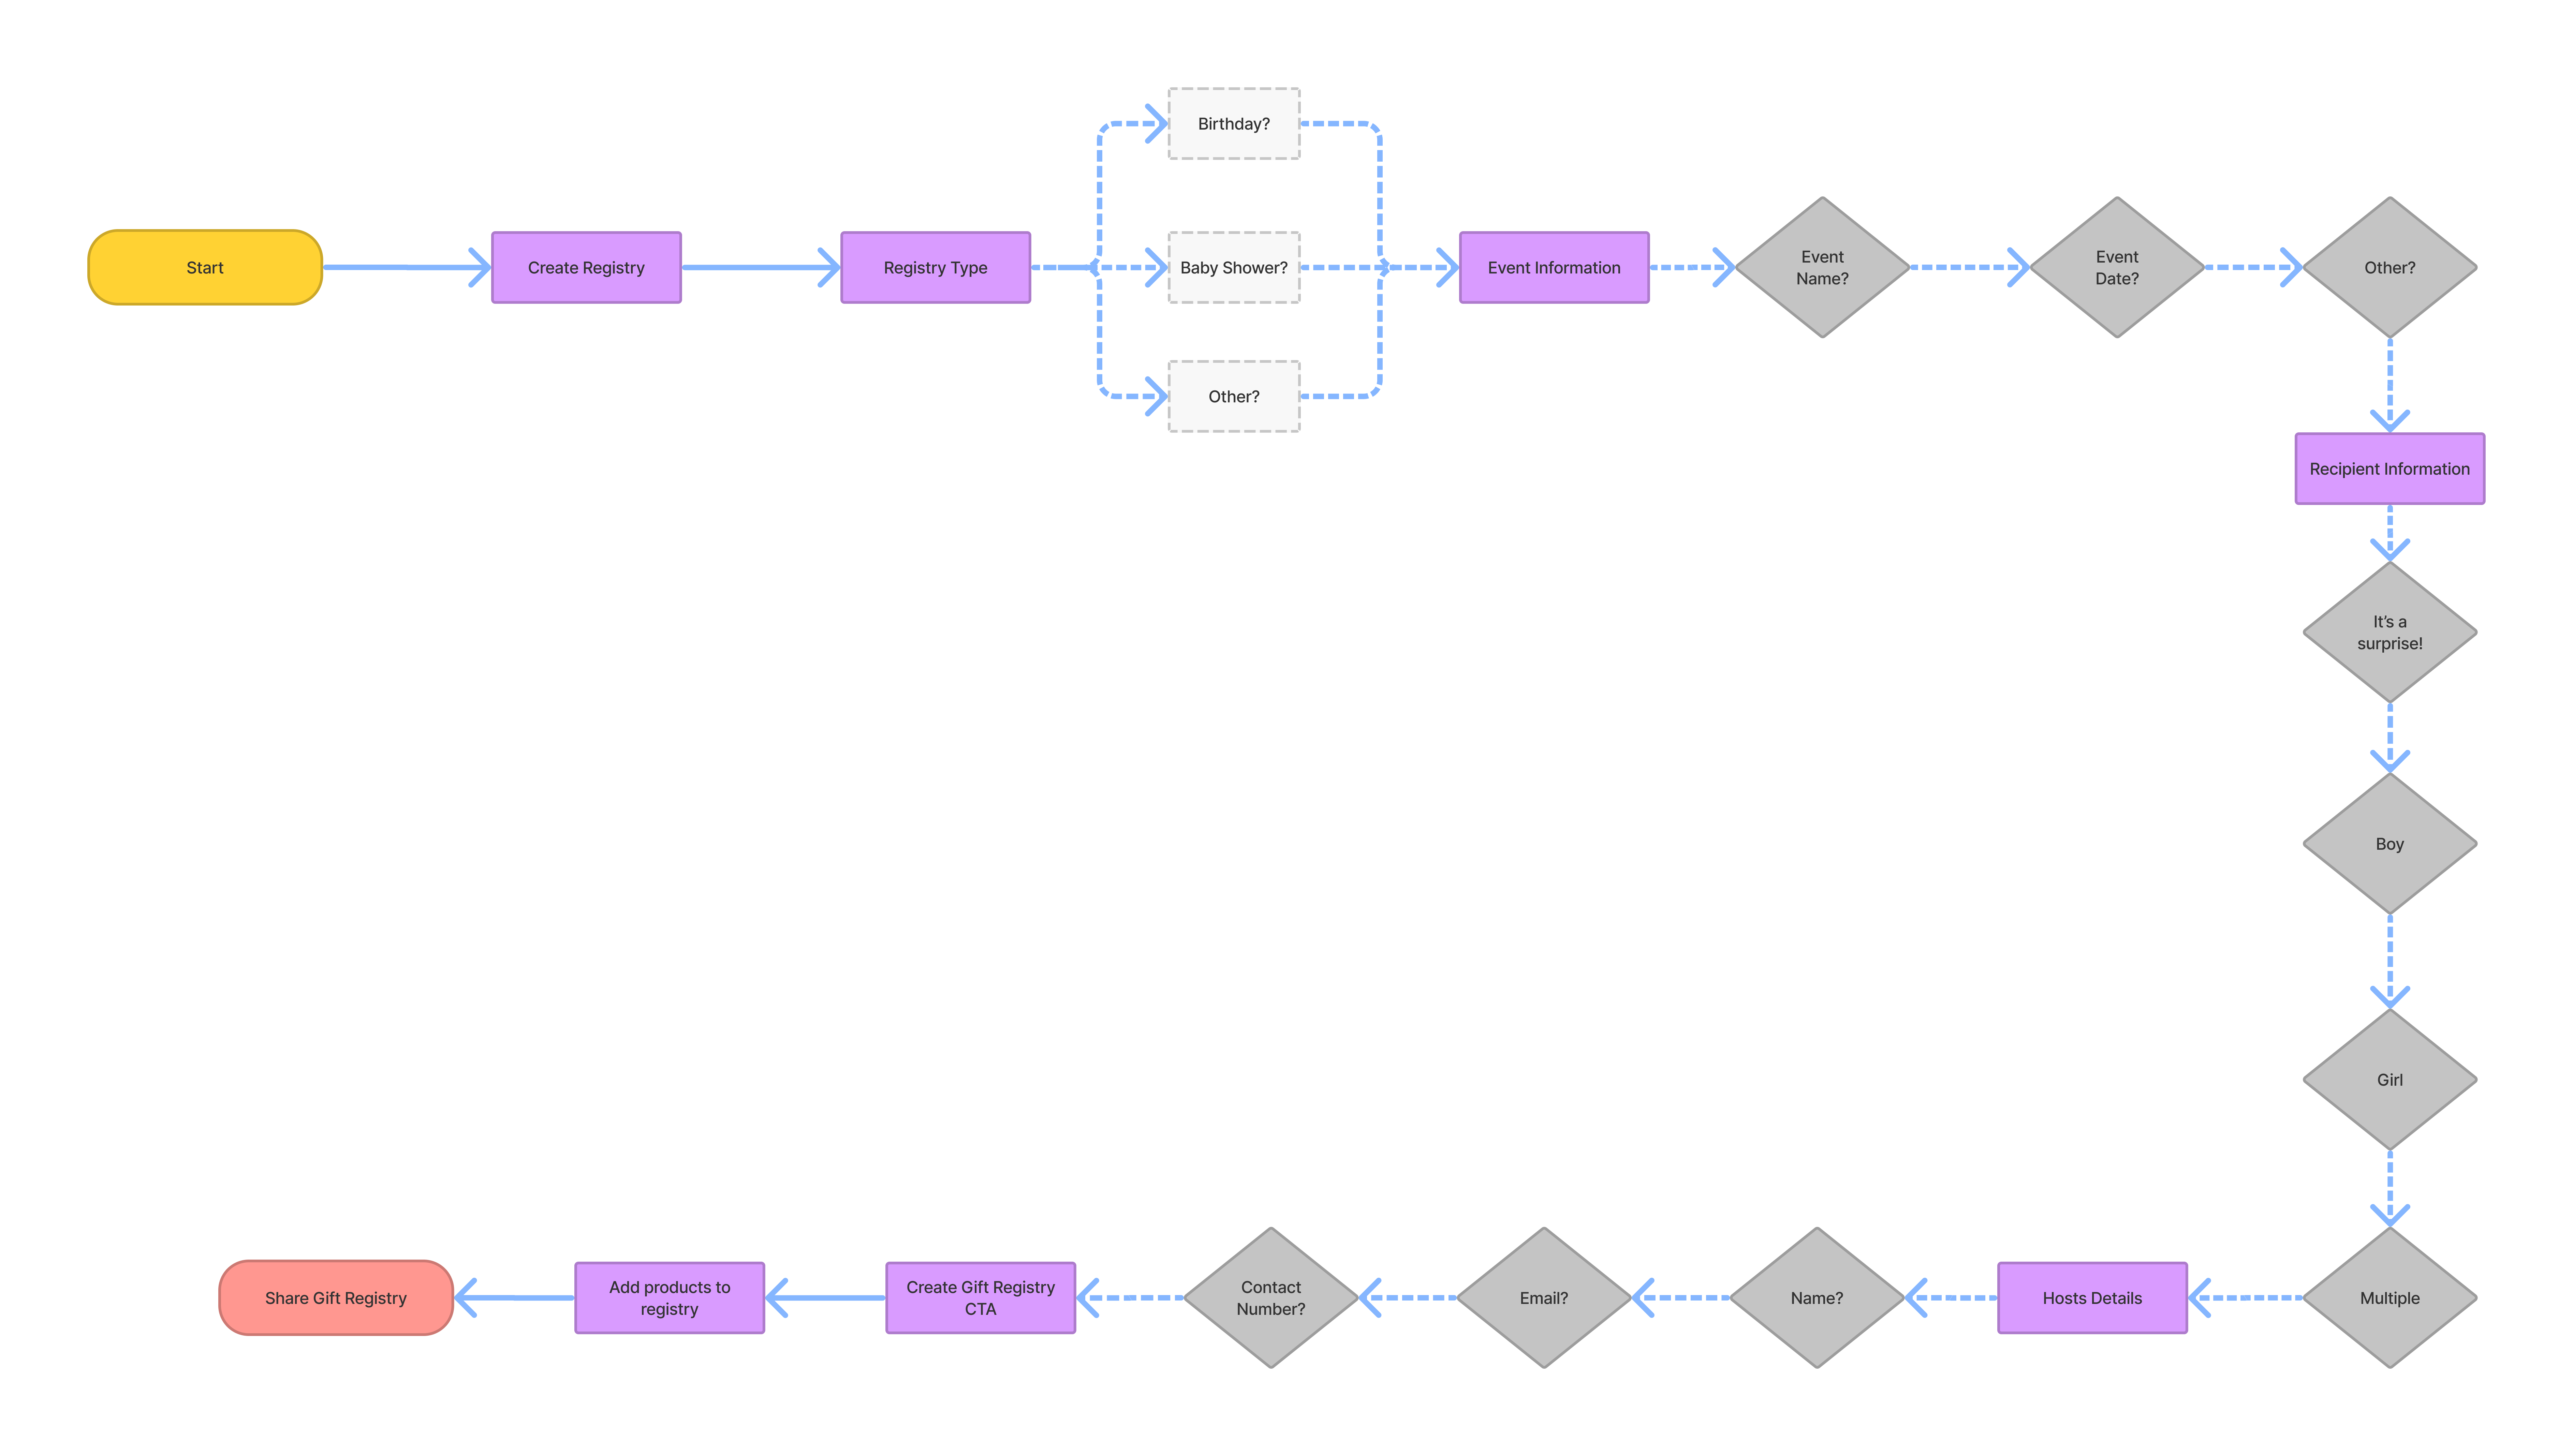 Start
Create Registry
Registry Type
Birthday?
Baby Shower?
Other?
Event Information
Event
Name?
Event
Date?
Other?
Recipient Information
It’s a
surprise!
Boy
Girl
Multiple
Hosts Details
Name?
Email?
Contact
Number?
Create Gift Registry
CTA
Add products to
registry
Share Gift Registry